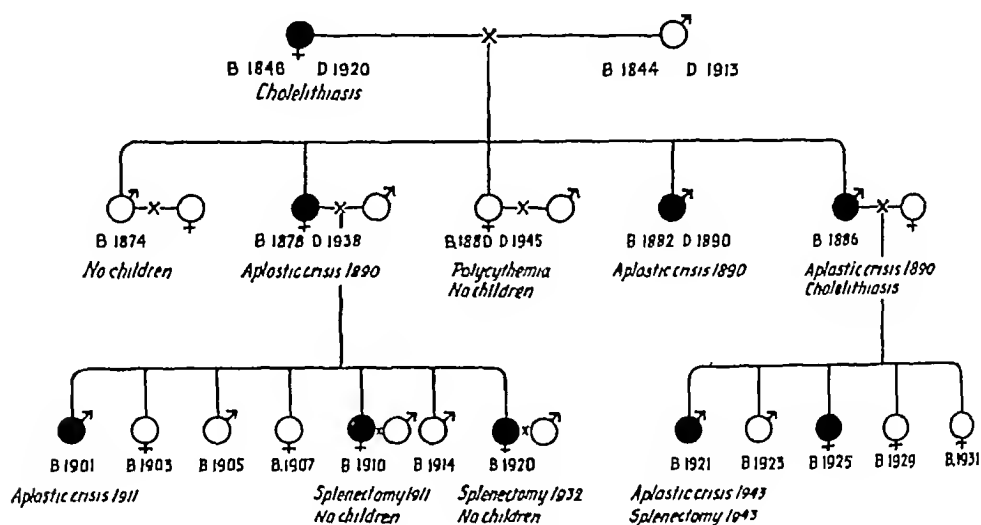 B 1846 D 1920
Cholelithiasis
B 1844 D 1913
B 1874
No children
B 1878 D 1938
Aplastic crisis 1890
B.1880 D 1945
Polycythemia
No children
B 1882 D 1890
Aplastic crisis 1890
B 1886
Aplastic crisis 1890
Cholelithiasis
B 1901
Aplastic crisis 1911
B 1903
B 1905
B.1907
B 1910
Splenectomy 1911
No children
B 1914
B 1920
Splenectomy 1932
No children
B 1921
Aplastic crisis 1943
Splenectomy 1943
B 1923
B 1925
B 1929
B.1931